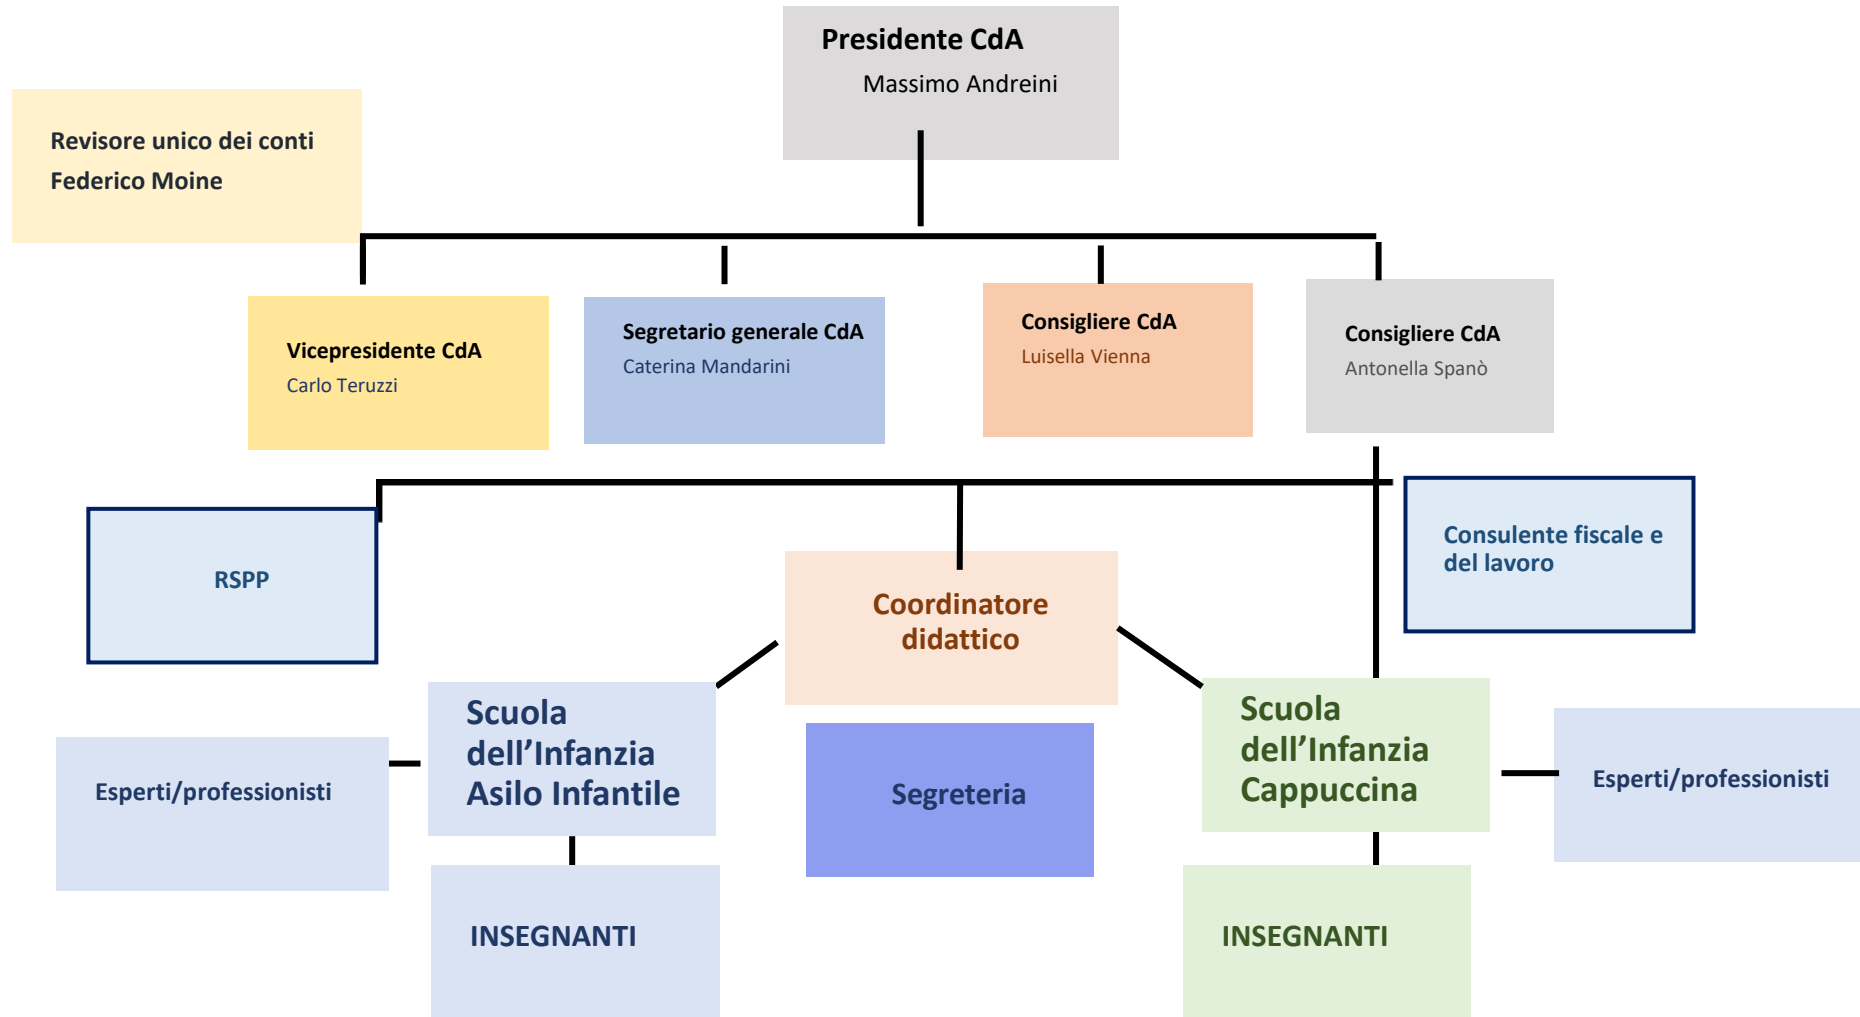 Presidente CdA
Massimo Andreini
Revisore unico dei conti
Federico Moine
Vicepresidente CdA
Carlo Teruzzi
Segretario generale CdA
Caterina Mandarini
Consigliere CdA
Luisella Vienna
Consigliere CdA
Antonella Spanò
RSPP
Coordinatore
didattico
Consulente fiscale e
del lavoro
Esperti/professionisti
Scuola
dell’Infanzia
Asilo Infantile
Segreteria
Scuola
dell’Infanzia
Cappuccina
Esperti/professionisti
INSEGNANTI
INSEGNANTI